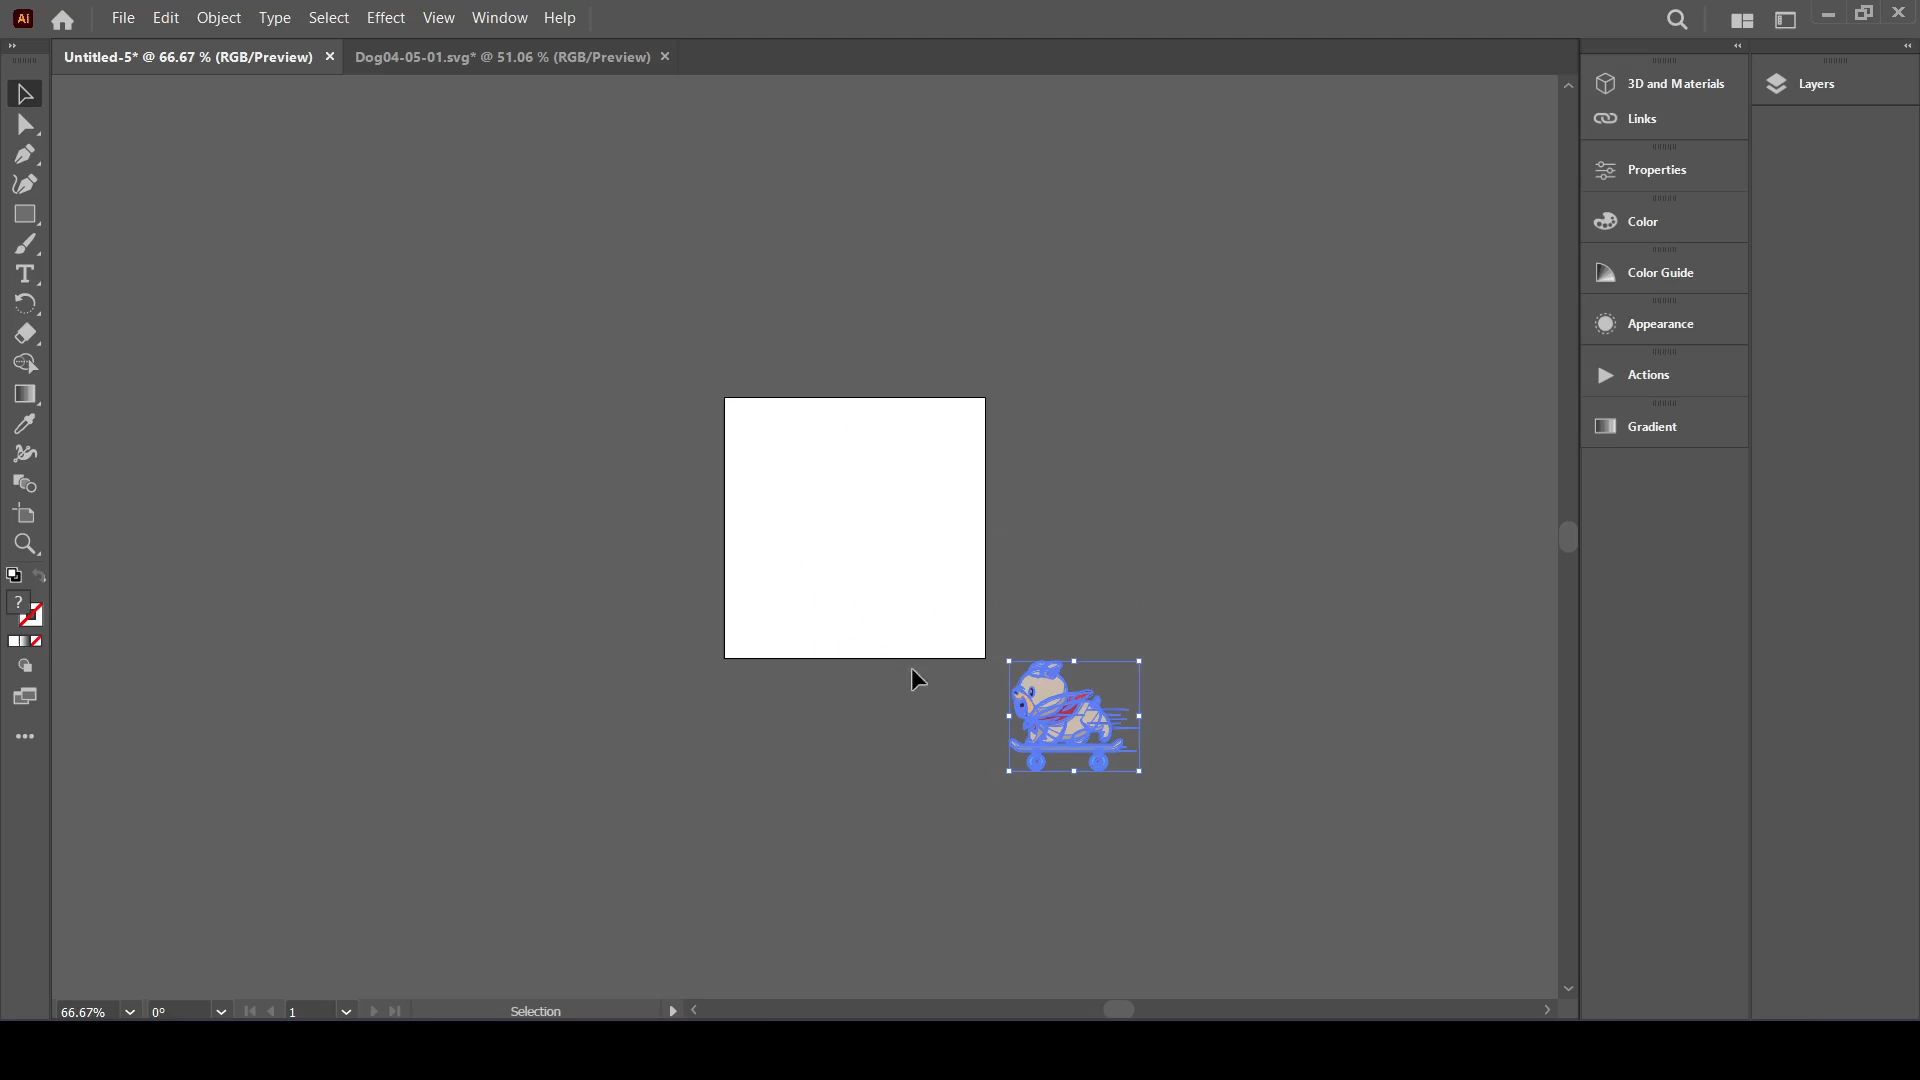 Ai File Edit Object Type Select Effect View Window Help
Untitled-5* @ 66.67 % (RGB/Preview) Dog04-05-01.svg* @ 51.06 % (RGB/Preview)
3D and Materials
Links
Properties
Color
Color Guide
Appearance
Actions
Gradient
Layers
?
66.67% 0° 1 Selection